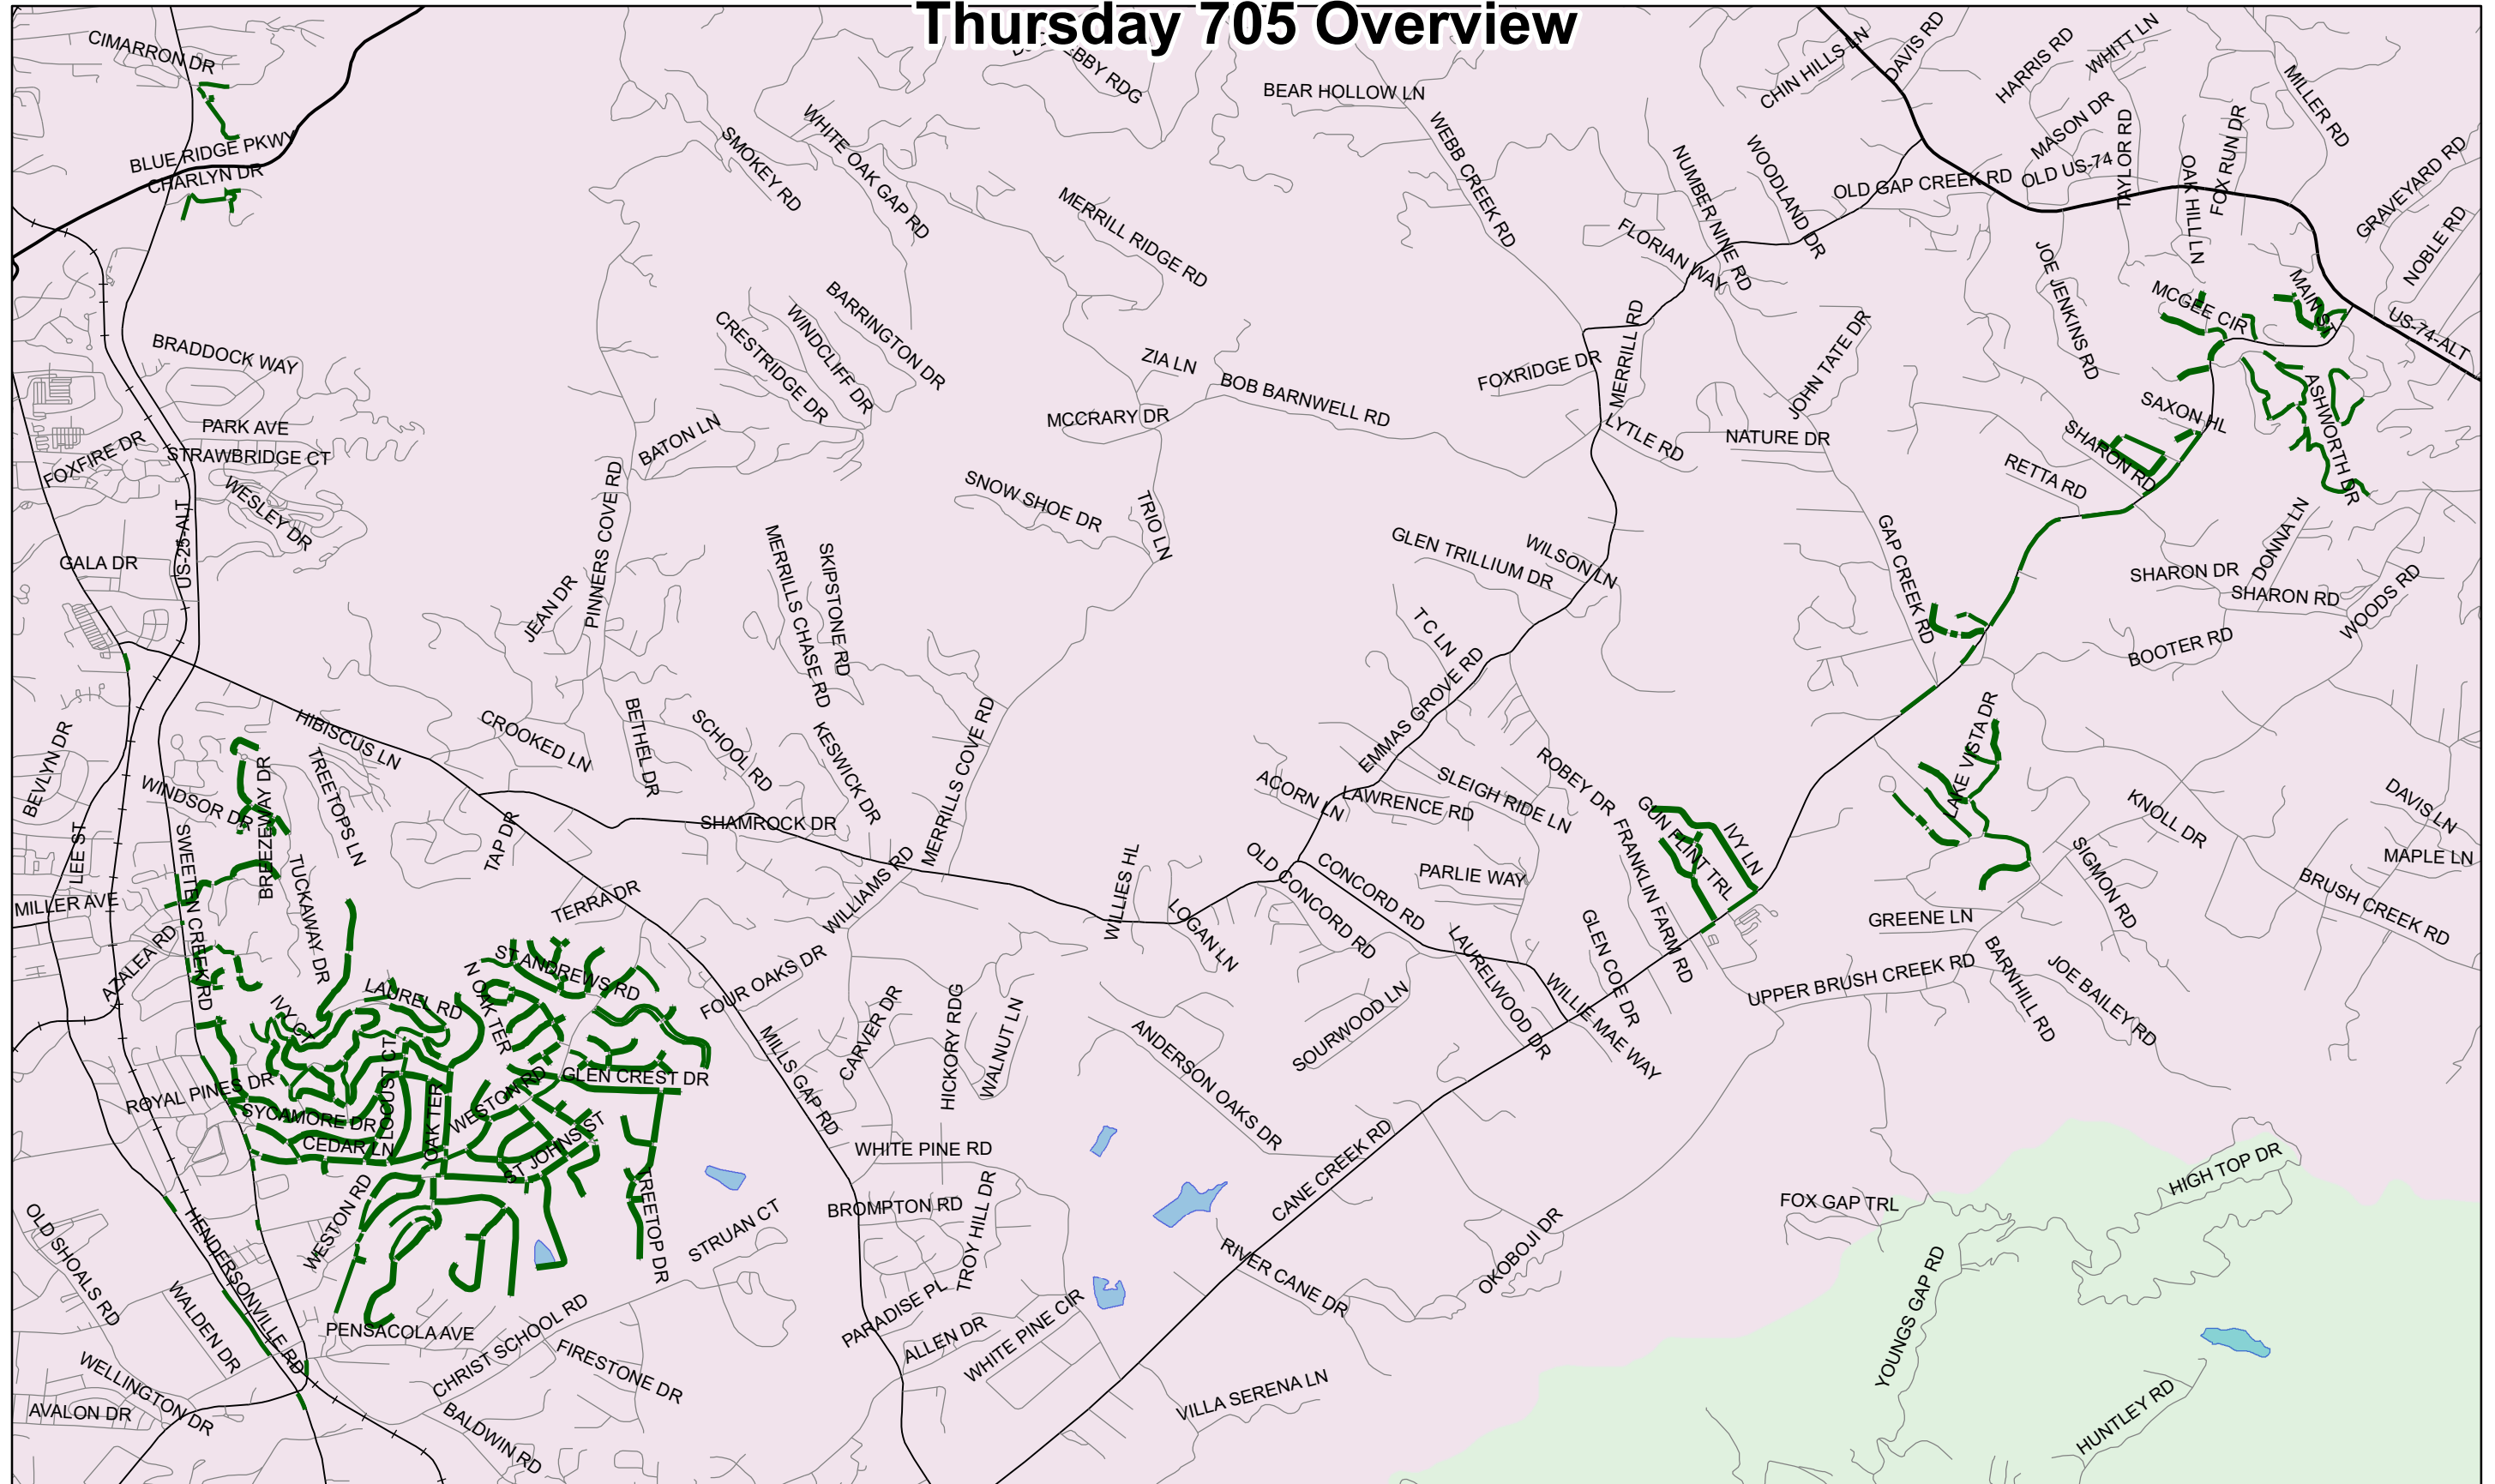 Thursday 705 Overview
CIMARRON DR
EBBY RDG
BEAR HOLLOW LN
CHIN HILLS LN
DAVIS RD
HARRIS RD
WHITT LN
MILLER RD
BLUE RIDGE PKWY
CHARLYN DR
SMOKEY RD
WHITE OAK GAP RD
MERRILL RIDGE RD
WEBB CREEK RD
NUMBER NINE RD
WOODLAND DR
OLD GAP CREEK RD
MASON DR
OLD US-74
TAYLOR RD
OAK HILL LN
FOX RUN DR
GRAVEYARD RD
NOBLE RD
FLORIAN WAY
JOE JENKINS RD
MCGEE CIR
MAIN ST
US-74-ALT
BRADDOCK WAY
CRESTRIDGE DR
WINDCLIFF DR
BARRINGTON DR
ZIA LN
BOB BARNWELL RD
MCCRARY DR
FOXRIDGE DR
MERRILL RD
JOHN TATE DR
LYTLE RD
NATURE DR
SAXON HL
SHARON RD
RETTA RD
ASHWORTH DR
PARK AVE
STRAWBRIDGE CT
FOXFIRE DR
WESLEY DR
BATON LN
US-25-ALT
GALA DR
PINNERS COVE RD
JEAN DR
SNOW SHOE DR
TRIO LN
MERRILLS CHASE RD
SKIPSTONE RD
GLEN TRILLIUM DR
WILSON LN
GAP CREEK RD
DONNA LN
SHARON DR
SHARON RD
WOODS RD
BOOTER RD
T C LN
EMMAS GROVE RD
HIBISCUS LN
CROOKED LN
BETHEL DR
SCHOOL RD
KESWICK DR
MERRILLS COVE RD
BEVLYN DR
WINDSOR DR
BREEZEWAY DR
TREETOPS LN
TAP DR
SHAMROCK DR
ACORN LN
LAWRENCE RD
SLEIGH RIDE LN
ROBEY DR
GUN FLINT TRL
IVY LN
LAKE VISTA DR
KNOLL DR
DAVIS LN
MAPLE LN
LEE ST
SWEETEN CREEK RD
MILLER AVE
TUCKAWAY DR
TERRA DR
WILLIAMS RD
WILLIES HL
LOGAN LN
OLD CONCORD RD
CONCORD RD
PARLIE WAY
FRANKLIN FARM RD
SIGMON RD
BRUSH CREEK RD
GREENE LN
AZALEA RD
IVY CT
LAUREL RD
N OAK TER
ST ANDREWS RD
FOUR OAKS DR
LAURELWOOD DR
GLEN COE DR
WILLIE MAE WAY
UPPER BRUSH CREEK RD
BARNHILL RD
JOE BAILEY RD
MILLS GAP RD
CARVER DR
HICKORY RDG
WALNUT LN
ANDERSON OAKS DR
SOURWOOD LN
ROYAL PINES DR
SYCAMORE DR
CEDAR LN
LOCUST CT
OAK TER
WESTON RD
GLEN CREST DR
ST JOHNS ST
WHITE PINE RD
CANE CREEK RD
HIGH TOP DR
FOX GAP TRL
OLD SHOALS RD
HENDERSONVILLE RD
WESTON RD
TREETOP DR
STRUAN CT
BROMPTON RD
TROY HILL DR
RIVER CANE DR
OKOBOJI DR
YOUNGS GAP RD
WALDEN DR
PENSACOLA AVE
CHRIST SCHOOL RD
FIRESTONE DR
PARADISE PL
ALLEN DR
WHITE PINE CIR
WELLINGTON DR
AVALON DR
BALDWIN RD
VILLA SERENA LN
HUNTLEY RD